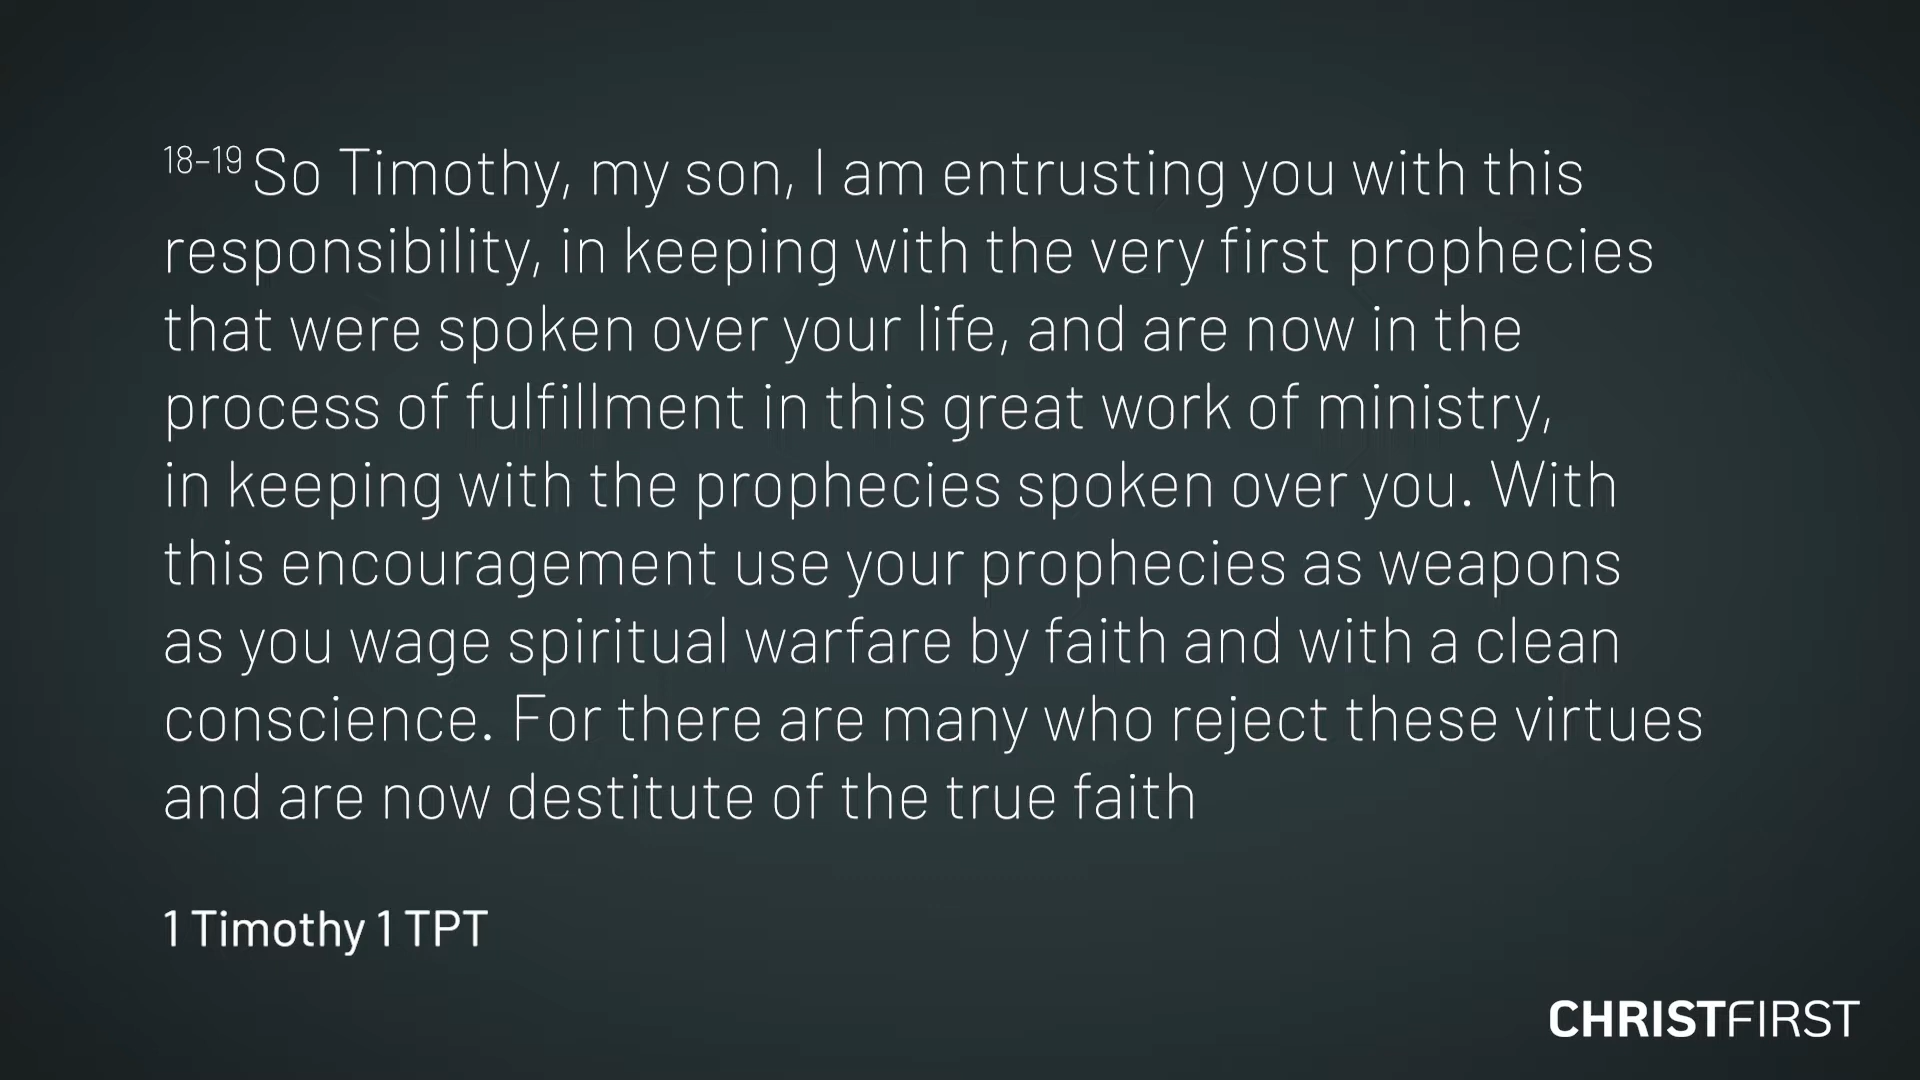 18-19 So Timothy, my son, I am entrusting you with this
responsibility, in keeping with the very first prophecies
that were spoken over your life, and are now in the
process of fulfillment in this great work of ministry,
in keeping with the prophecies spoken over you. With
this encouragement use your prophecies as weapons
as you wage spiritual warfare by faith and with a clean
conscience. For there are many who reject these virtues
and are now destitute of the true faith
1 Timothy 1 TPT
CHRISTFIRST